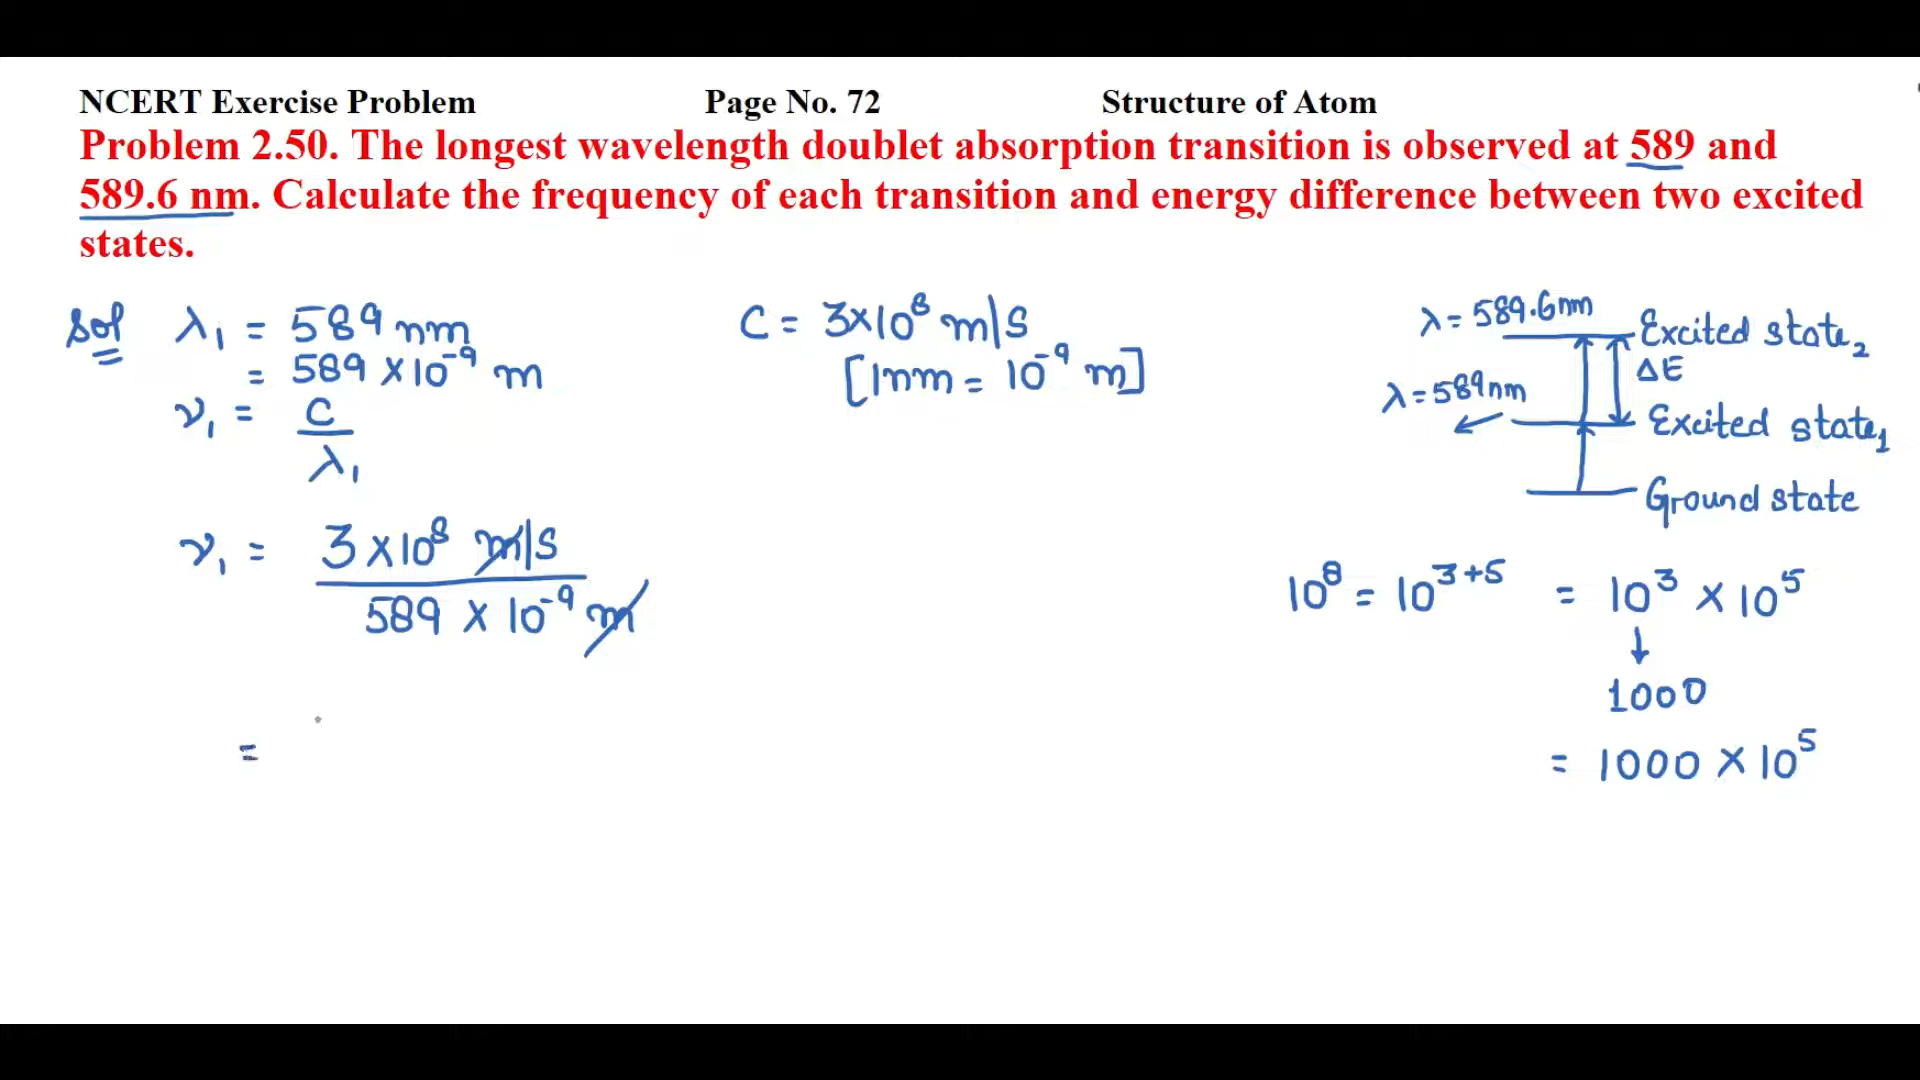 NCERT Exercise Problem Page No. 72 Structure of Atom
Problem 2.50. The longest wavelength doublet absorption transition is observed at 589 and
589.6 nm. Calculate the frequency of each transition and energy difference between two excited
states.
Sol λ₁ = 589 nm
= 589 × 10⁻⁹ m
ν₁ = C / λ₁
ν₁ = 3 × 10⁸ m/s / 589 × 10⁻⁹ m
=
C = 3×10⁸ m/s
[1nm = 10⁻⁹ m]
λ = 589.6nm Excited state₂
ΔE
λ = 589nm Excited state₁
Ground state
10⁸ = 10³⁺⁵ = 10³ × 10⁵
↓
1000
= 1000 × 10⁵